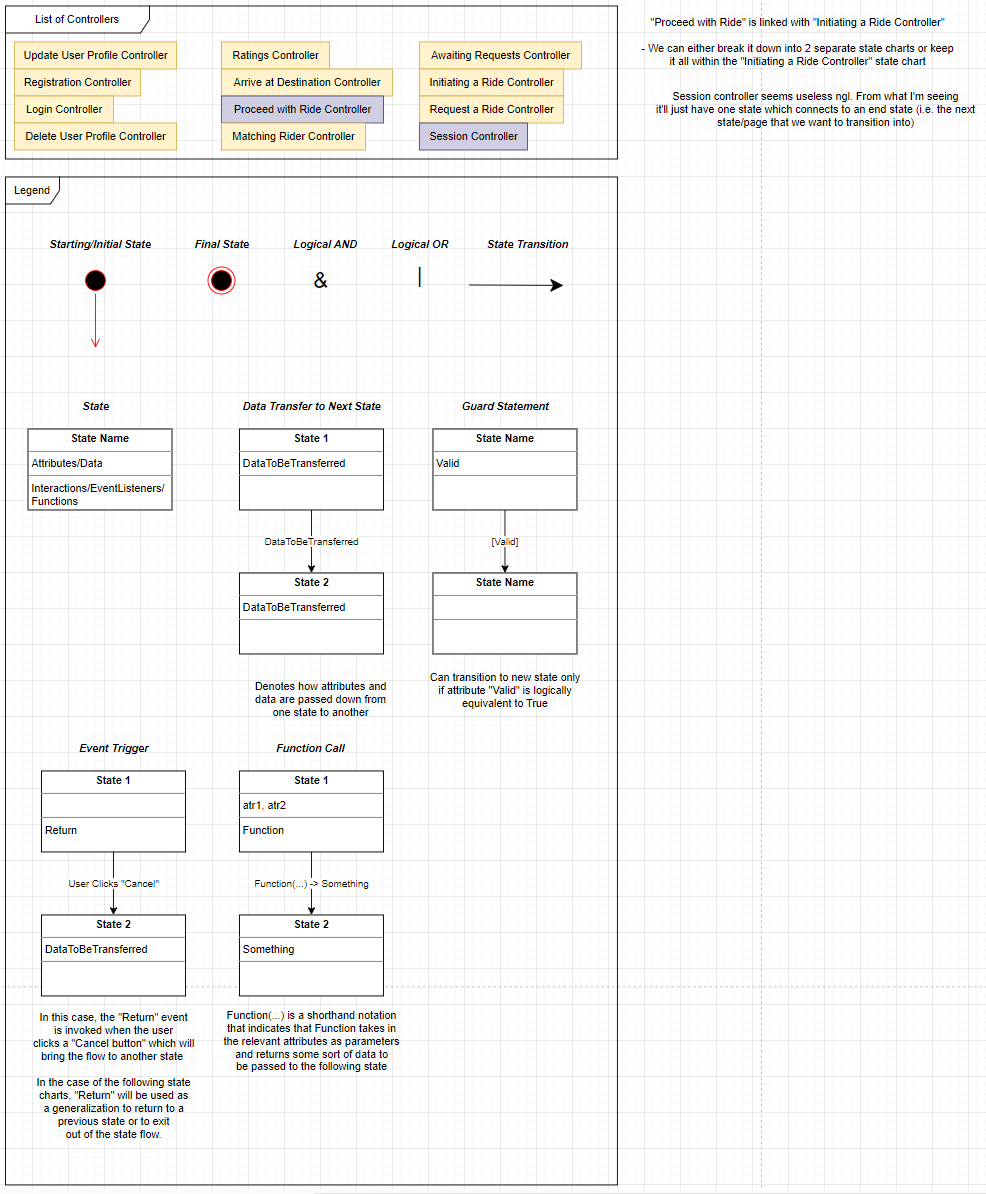 List of Controllers
Update User Profile Controller
Registration Controller
Login Controller
Delete User Profile Controller
Ratings Controller
Arrive at Destination Controller
Proceed with Ride Controller
Matching Rider Controller
Awaiting Requests Controller
Initiating a Ride Controller
Request a Ride Controller
Session Controller
"Proceed with Ride" is linked with "Initiating a Ride Controller"
- We can either break it down into 2 separate state charts or keep
it all within the "Initiating a Ride Controller" state chart
Session controller seems useless ngl. From what I'm seeing
it'll just have one state which connects to an end state (i.e. the next
state/page that we want to transition into)
Legend
Starting/Initial State
Final State
Logical AND
Logical OR
State Transition
&
|
State
State Name
Attributes/Data
Interactions/EventListeners/
Functions
Data Transfer to Next State
State 1
DataToBeTransferred
DataToBeTransferred
State 2
DataToBeTransferred
Denotes how attributes and
data are passed down from
one state to another
Guard Statement
State Name
Valid
[Valid]
State Name
Can transition to new state only
if attribute "Valid" is logically
equivalent to True
Event Trigger
State 1
Return
User Clicks "Cancel"
State 2
DataToBeTransferred
In this case, the "Return" event
is invoked when the user
clicks a "Cancel button" which will
bring the flow to another state
In the case of the following state
charts, "Return" will be used as
a generalization to return to a
previous state or to exit
out of the state flow.
Function Call
State 1
atr1, atr2
Function
Function(...) -> Something
State 2
Something
Function(...) is a shorthand notation
that indicates that Function takes in
the relevant attributes as parameters
and returns some sort of data to
be passed to the following state